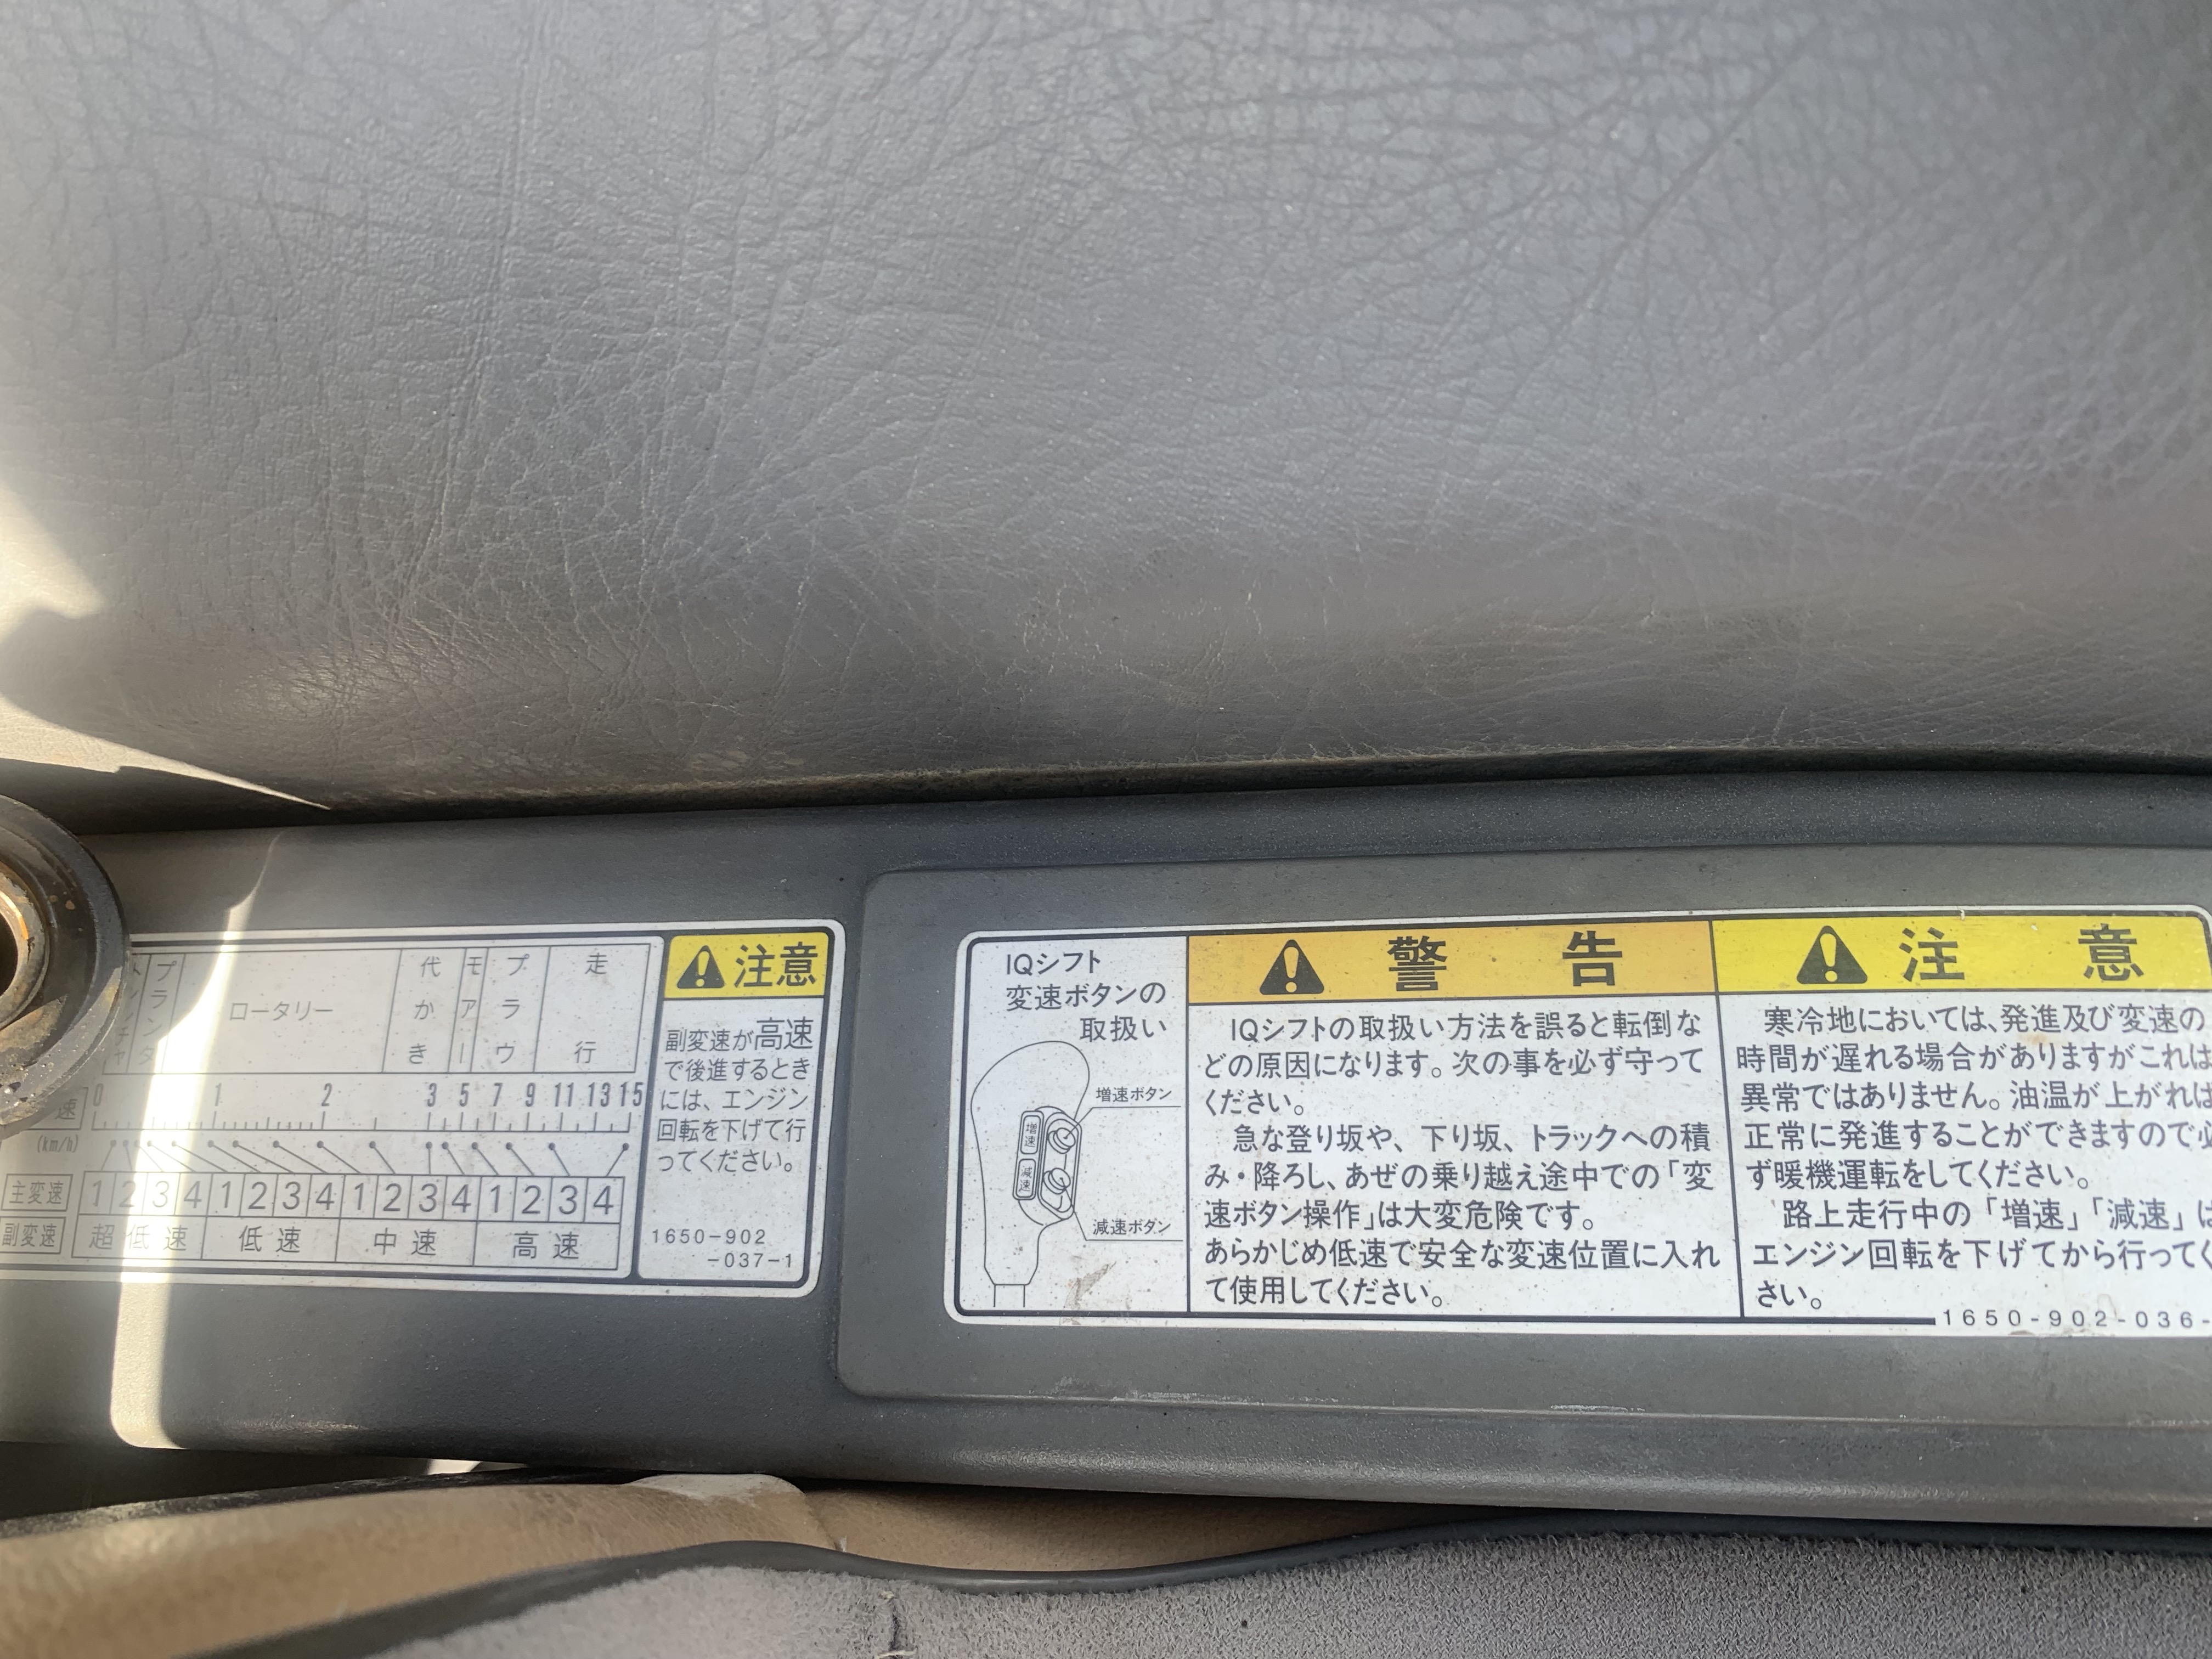 プランタ
ロータリー
代かき
モアー
プラウ
走行
速
0 1 2 3 5 7 9 11 13 15
(km/h)
主変速 1 2 3 4 1 2 3 4 1 2 3 4 1 2 3 4
副変速 超低速 低速 中速 高速
注意
副変速が高速
で後進するとき
には、エンジン
回転を下げて行
ってください。
1650-902
-037-1
IQシフト
変速ボタンの
取扱い
増速ボタン
増速
減速
減速ボタン
警告
IQシフトの取扱い方法を誤ると転倒な
どの原因になります。次の事を必ず守って
ください。
急な登り坂や、下り坂、トラックへの積
み・降ろし、あぜの乗り越え途中での「変
速ボタン操作」は大変危険です。
あらかじめ低速で安全な変速位置に入れ
て使用してください。
注意
寒冷地においては、発進及び変速の
時間が遅れる場合がありますがこれは
異常ではありません。油温が上がれば
正常に発進することができますので必
ず暖機運転をしてください。
路上走行中の「増速」「減速」は
エンジン回転を下げてから行ってく
さい。
1650-902-036-